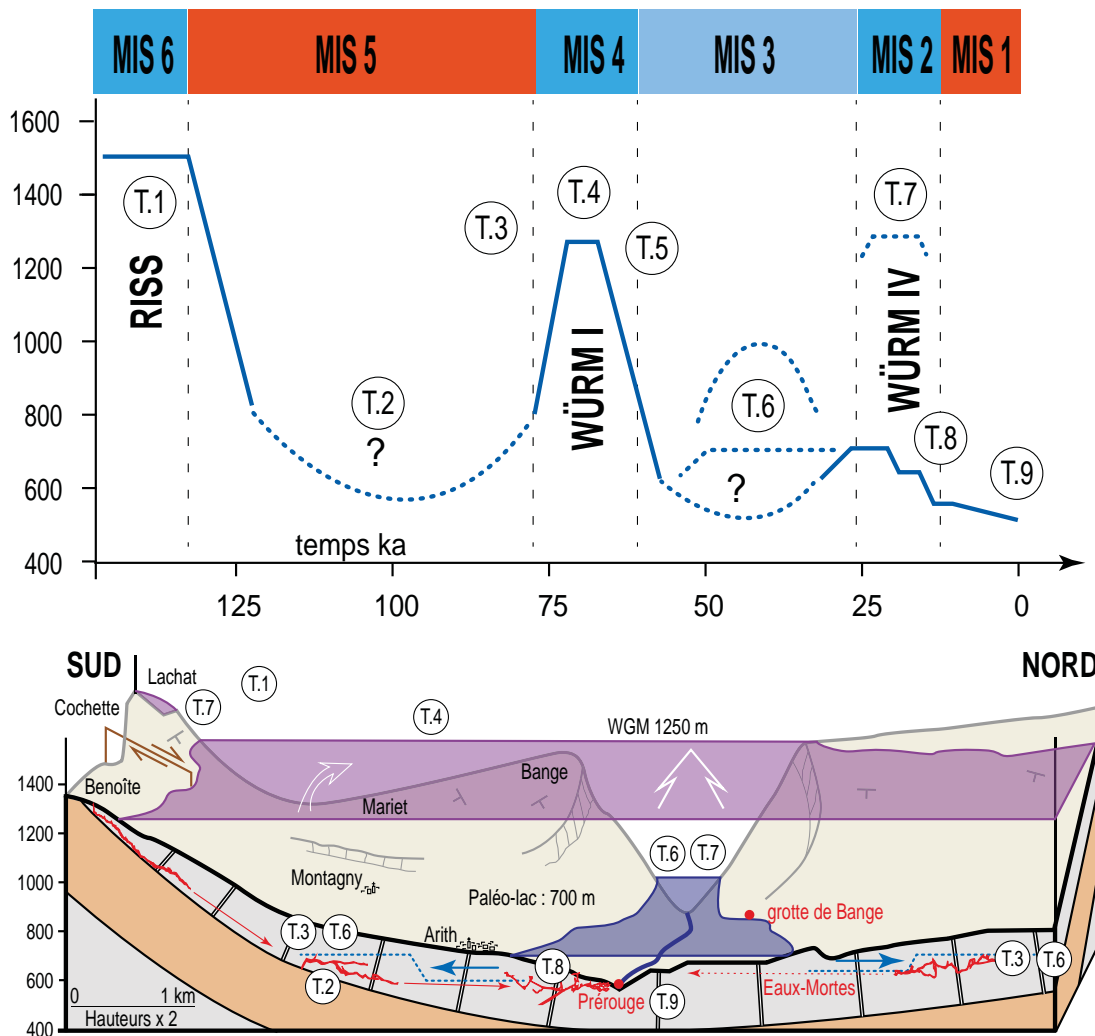 MIS 6 MIS 5 MIS 4 MIS 3 MIS 2 MIS 1
1600
1400
1200
1000
800
600
400
T.1
RISS
T.2
?
T.3
T.4
WÜRM I
T.5
T.6
?
T.7
WÜRM IV
T.8
T.9
temps ka
125 100 75 50 25 0
SUD
NORD
Lachat
T.1
T.7
T.4
Cochette
WGM 1250 m
Benoîte
Bange
Mariet
1400
1200
1000
800
600
400
T.6 T.7
Montagny
Paléo-lac : 700 m
grotte de Bange
Arith
T.3 T.6
T.2
T.8
Prérouge
T.9
Eaux-Mortes
T.3 T.6
0 1 km
Hauteurs x 2